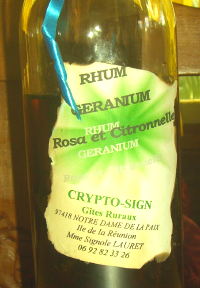 RHUM
GERANIUM
RHUM
Rosa et Citronnelle
GERANIUM
CRYPTO-SIGN
Gîtes Ruraux
97418 NOTRE DAME DE LA PAIX
Ile de la Réunion
Mme Signole LAURET
06 92 82 33 26